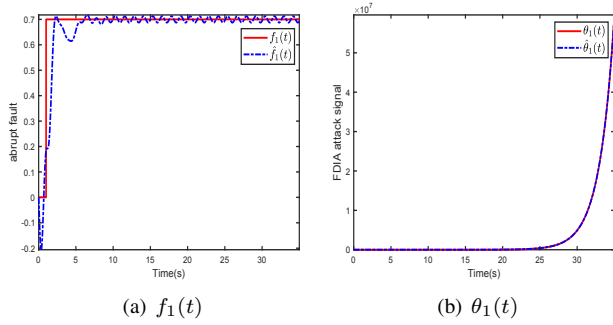 0.7
0.6
0.5
0.4
0.3
0.2
0.1
0
-0.1
-0.2
abrupt fault
0 5 10 15 20 25 30
Time(s)
f₁(t)
f̂₁(t)
×10⁷
5
4
3
2
1
0
FDIA attack signal
0 5 10 15 20 25 30
Time(s)
θ₁(t)
θ̂₁(t)
(a) f₁(t)
(b) θ₁(t)